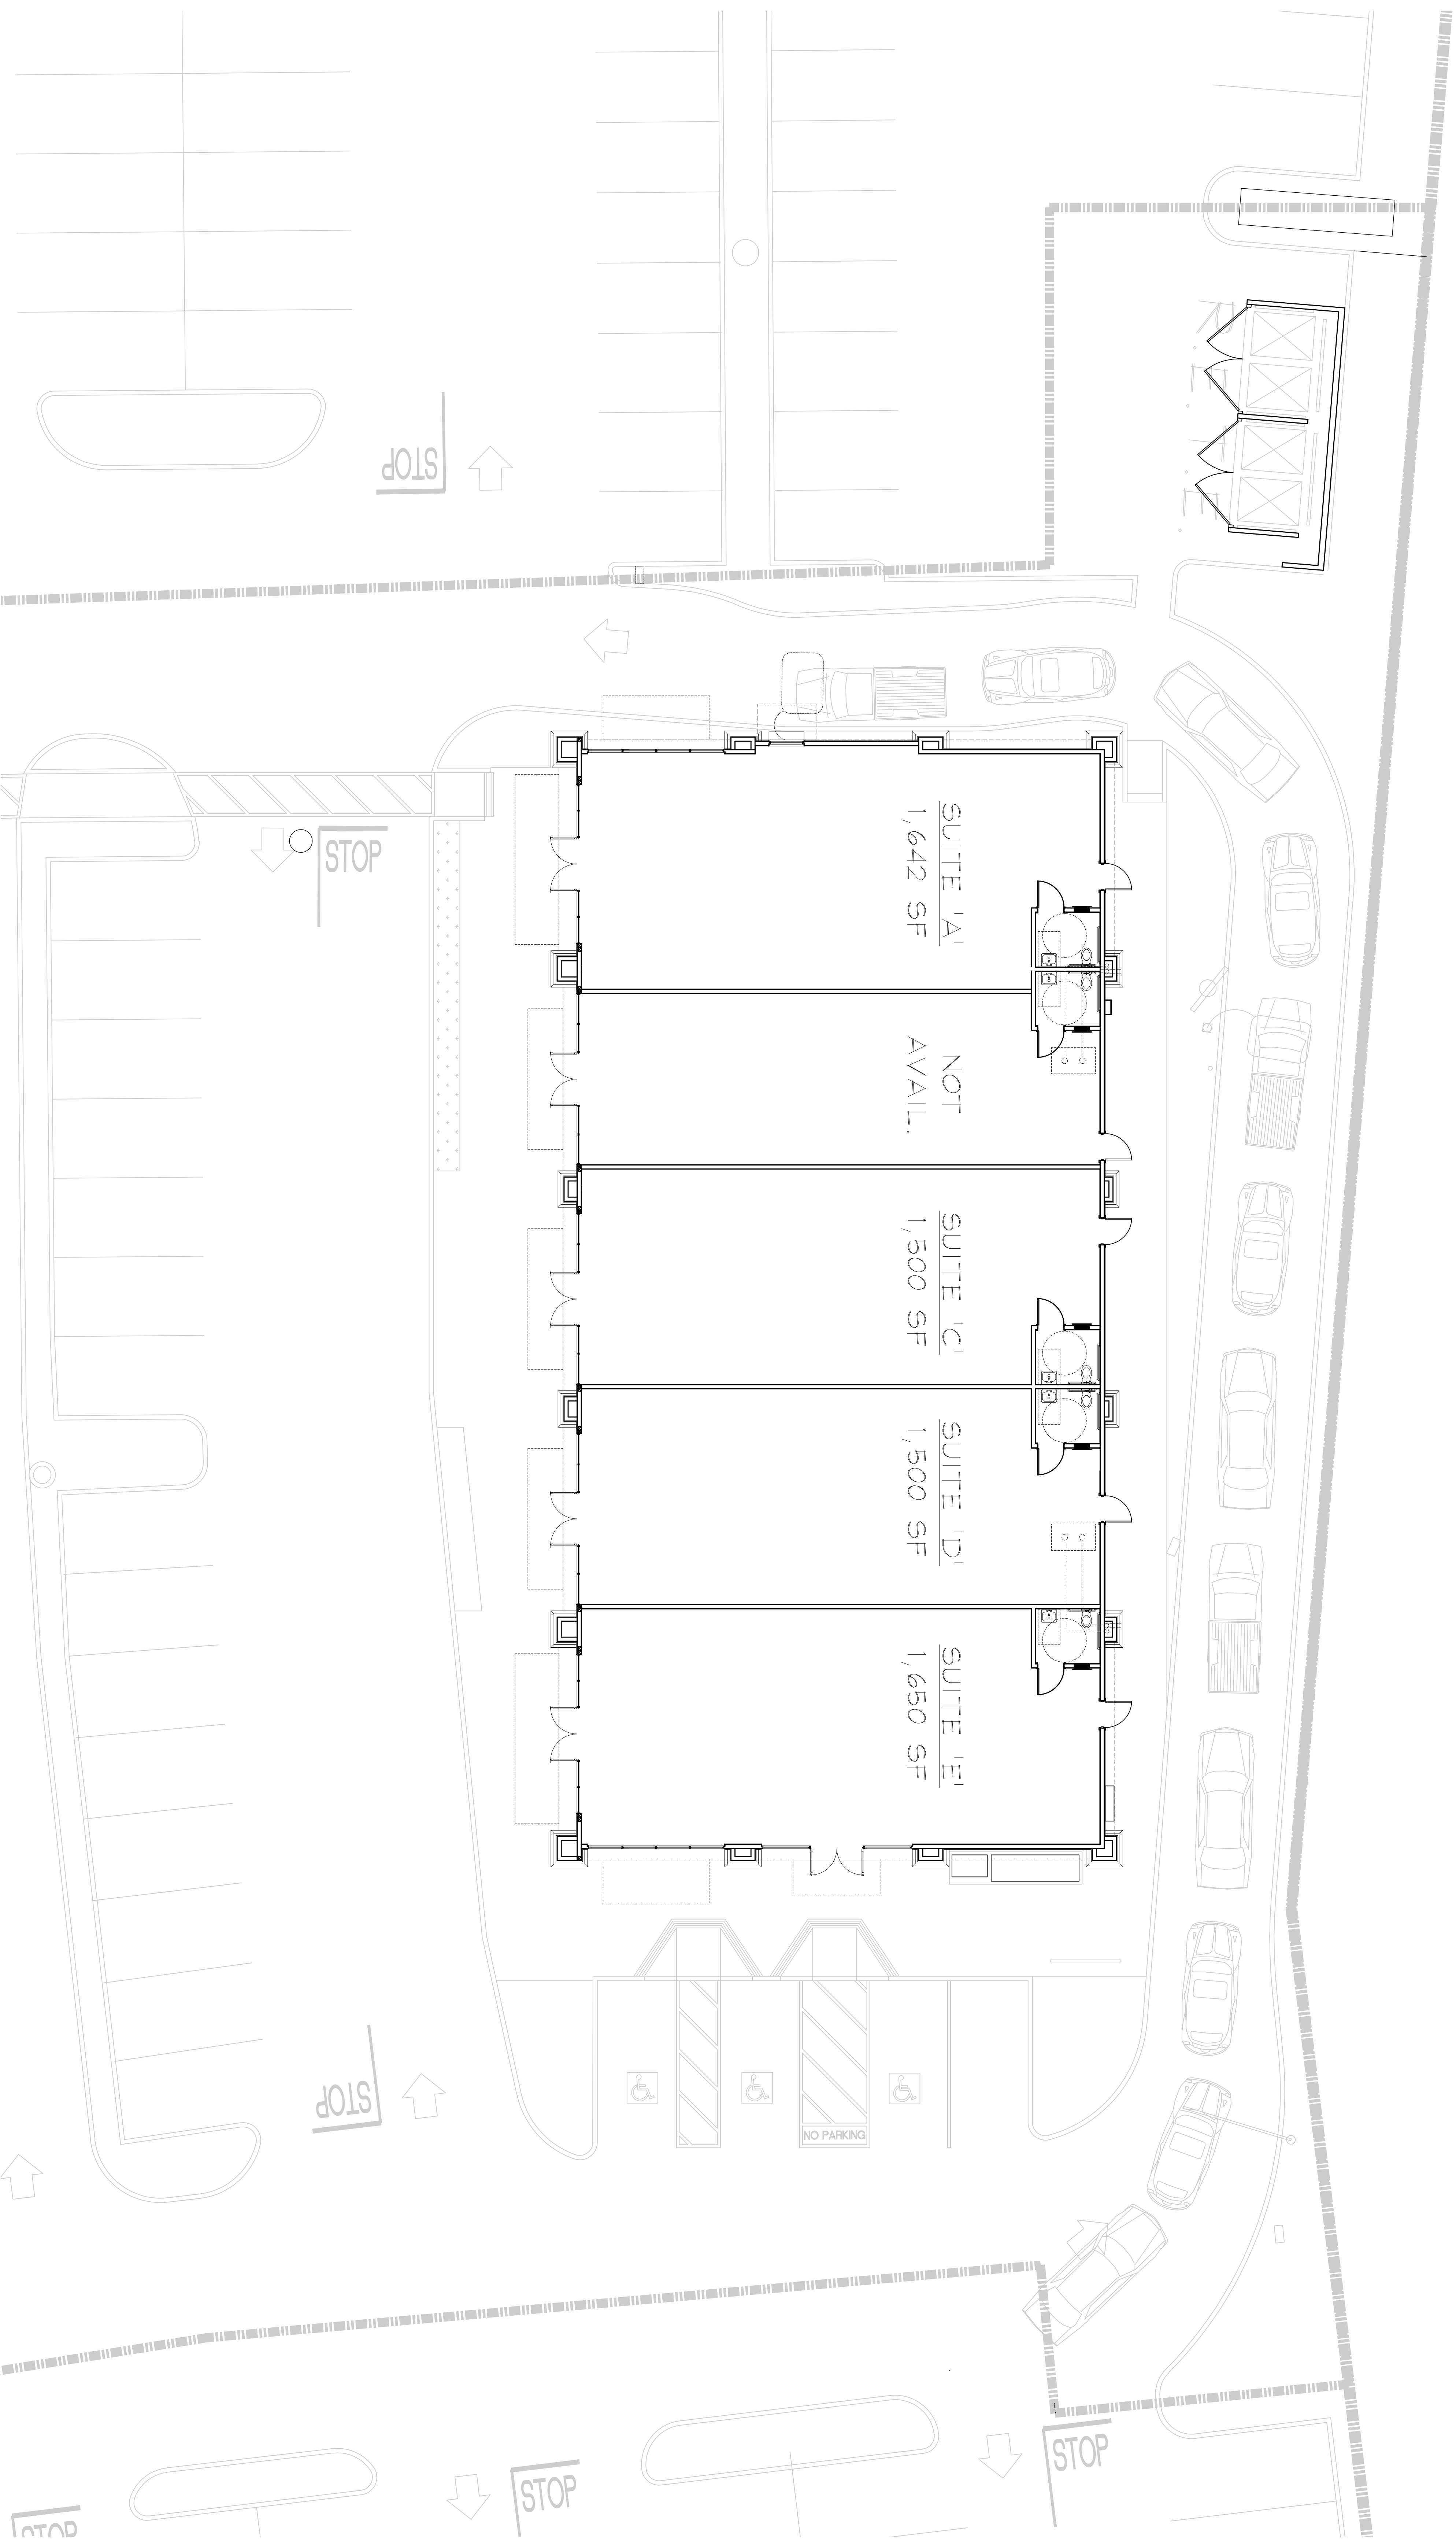 STOP
STOP
SUITE 'A'
1,642 SF
NOT
AVAIL.
SUITE 'C'
1,500 SF
SUITE 'D'
1,500 SF
SUITE 'E'
1,650 SF
STOP
NO PARKING
STOP
STOP
STOP